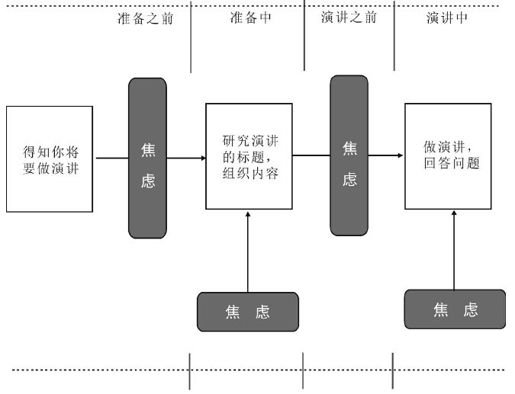 准备之前
准备中
演讲之前
演讲中
得知你将
要做演讲
焦
虑
研究演讲
的标题，
组织内容
焦
虑
做演讲，
回答问题
焦 虑
焦 虑